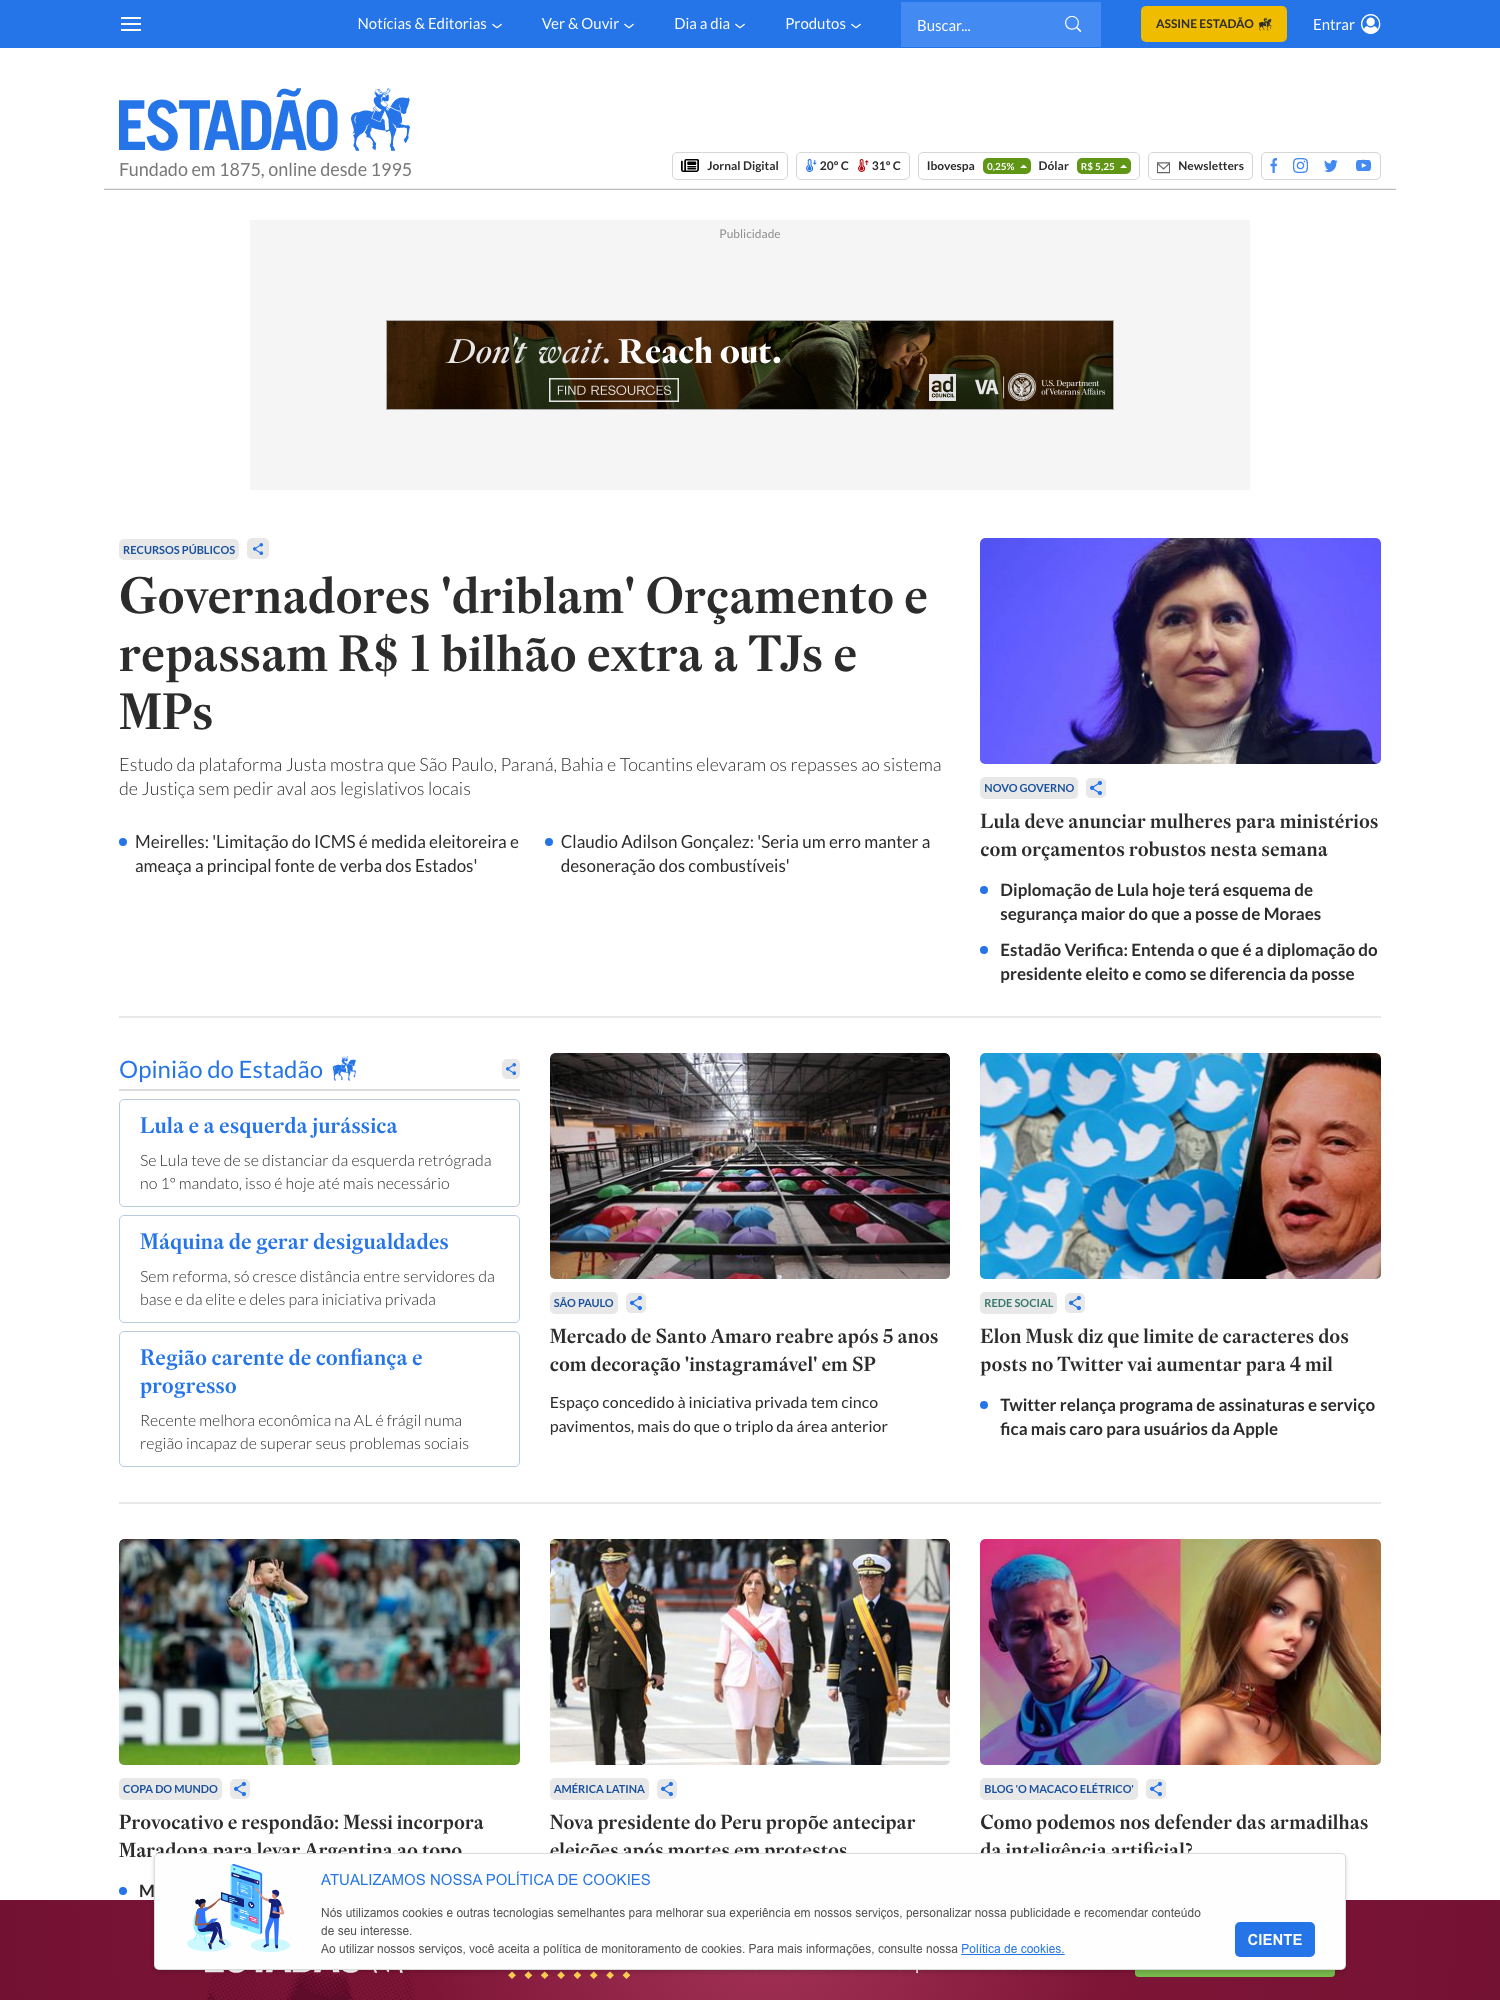 Notícias & Editorias
Ver & Ouvir
Dia a dia
Produtos
Buscar...
ASSINE ESTADÃO
Entrar
ESTADÃO
Fundado em 1875, online desde 1995
Jornal Digital
20º C 31º C
Ibovespa 0,25% Dólar R$ 5,25
Newsletters
Publicidade
Don't wait. Reach out.
FIND RESOURCES
ad
COUNCIL
VA
U.S. Department
of Veterans Affairs
RECURSOS PÚBLICOS
Governadores 'driblam' Orçamento e
repassam R$ 1 bilhão extra a TJs e
MPs
Estudo da plataforma Justa mostra que São Paulo, Paraná, Bahia e Tocantins elevaram os repasses ao sistema
de Justiça sem pedir aval aos legislativos locais
Meirelles: 'Limitação do ICMS é medida eleitoreira e
ameaça a principal fonte de verba dos Estados'
Claudio Adilson Gonçalez: 'Seria um erro manter a
desoneração dos combustíveis'
NOVO GOVERNO
Lula deve anunciar mulheres para ministérios
com orçamentos robustos nesta semana
Diplomação de Lula hoje terá esquema de
segurança maior do que a posse de Moraes
Estadão Verifica: Entenda o que é a diplomação do
presidente eleito e como se diferencia da posse
Opinião do Estadão
Lula e a esquerda jurássica
Se Lula teve de se distanciar da esquerda retrógrada
no 1º mandato, isso é hoje até mais necessário
Máquina de gerar desigualdades
Sem reforma, só cresce distância entre servidores da
base e da elite e deles para iniciativa privada
Região carente de confiança e
progresso
Recente melhora econômica na AL é frágil numa
região incapaz de superar seus problemas sociais
SÃO PAULO
Mercado de Santo Amaro reabre após 5 anos
com decoração 'instagramável' em SP
Espaço concedido à iniciativa privada tem cinco
pavimentos, mais do que o triplo da área anterior
REDE SOCIAL
Elon Musk diz que limite de caracteres dos
posts no Twitter vai aumentar para 4 mil
Twitter relança programa de assinaturas e serviço
fica mais caro para usuários da Apple
COPA DO MUNDO
Provocativo e respondão: Messi incorpora
Maradona para levar Argentina ao topo
M
AMÉRICA LATINA
Nova presidente do Peru propõe antecipar
eleições após mortes em protestos
BLOG 'O MACACO ELÉTRICO'
Como podemos nos defender das armadilhas
da inteligência artificial?
ATUALIZAMOS NOSSA POLÍTICA DE COOKIES
Nós utilizamos cookies e outras tecnologias semelhantes para melhorar sua experiência em nossos serviços, personalizar nossa publicidade e recomendar conteúdo
de seu interesse.
Ao utilizar nossos serviços, você aceita a política de monitoramento de cookies. Para mais informações, consulte nossa Política de cookies.
CIENTE
ESTADÃO